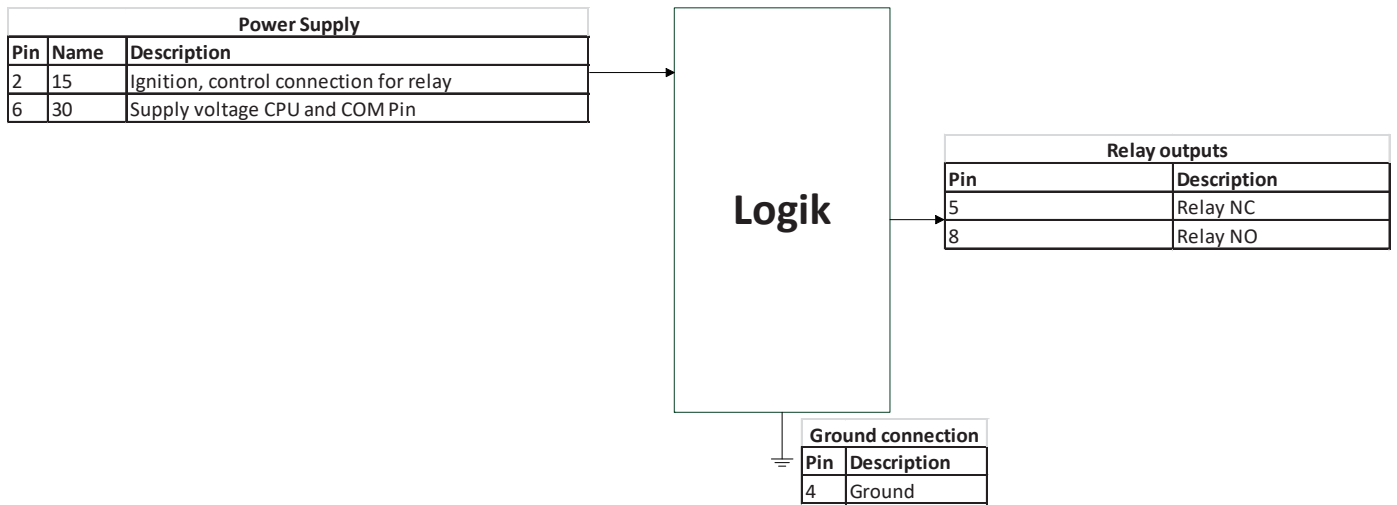 Power Supply
Pin Name Description
2 15 Ignition, control connection for relay
6 30 Supply voltage CPU and COM Pin
Logik
Relay outputs
Pin Description
5 Relay NC
8 Relay NO
Ground connection
Pin Description
4 Ground